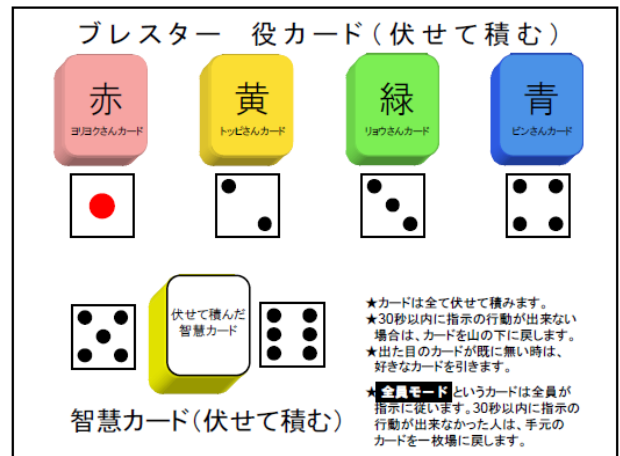 ブレスター 役カード(伏せて積む)
赤
ヨリヨクさんカード
黄
トッピさんカード
緑
リョウさんカード
青
ピンさんカード
伏せて積んだ
智慧カード
智慧カード(伏せて積む)
★カードは全て伏せて積みます。
★30秒以内に指示の行動が出来ない
場合は、カードを山の下に戻します。
★出た目のカードが既に無い時は、
好きなカードを引きます。
★全員モードというカードは全員が
指示に従います。30秒以内に指示の
行動が出来なかった人は、手元の
カードを一枚場に戻します。